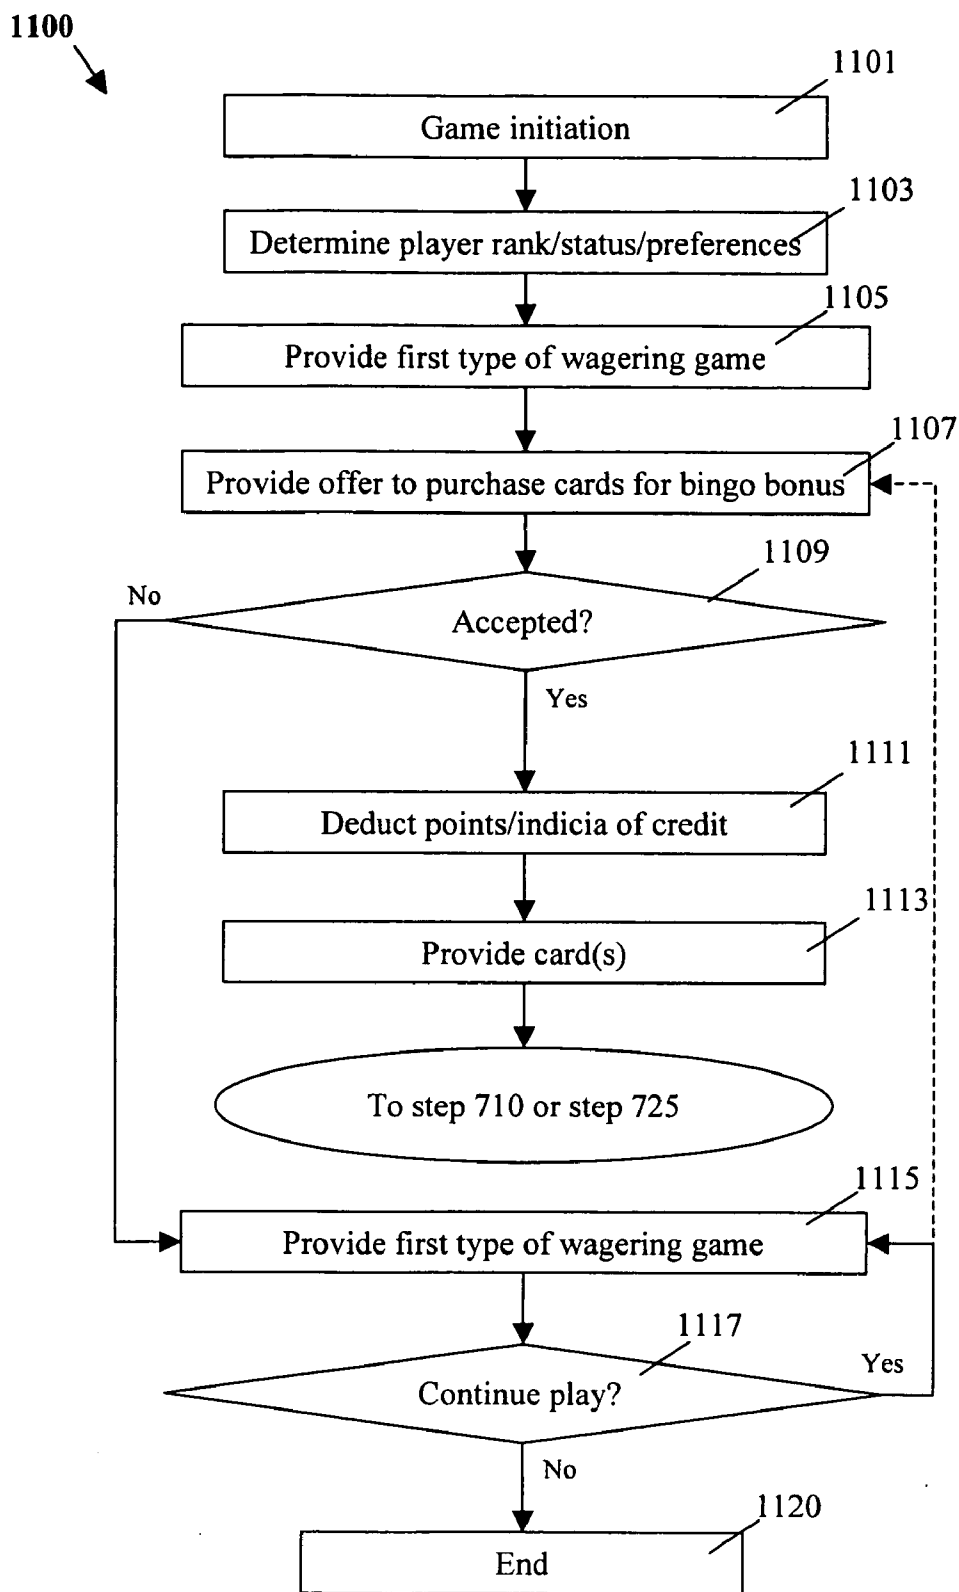 1100
1101
Game initiation
1103
Determine player rank/status/preferences
1105
Provide first type of wagering game
1107
Provide offer to purchase cards for bingo bonus
1109
No
Accepted?
Yes
1111
Deduct points/indicia of credit
1113
Provide card(s)
To step 710 or step 725
1115
Provide first type of wagering game
1117
Yes
Continue play?
No
1120
End